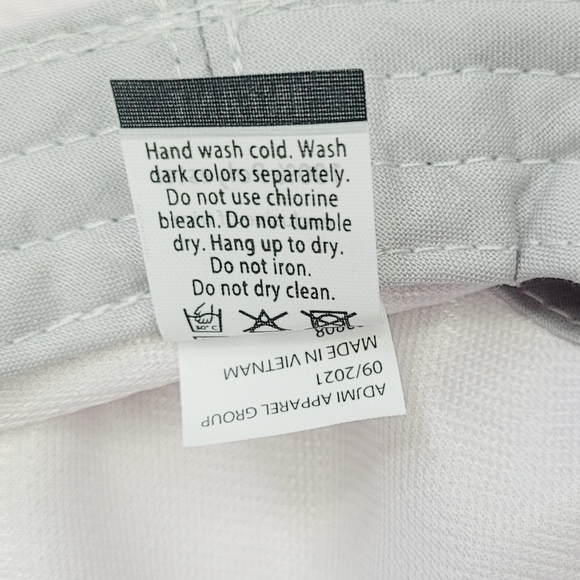 Hand wash cold. Wash
dark colors separately.
Do not use chlorine
bleach. Do not tumble
dry. Hang up to dry.
Do not iron.
Do not dry clean.
30° C
ADJMI APPAREL GROUP
09/2021
MADE IN VIETNAM